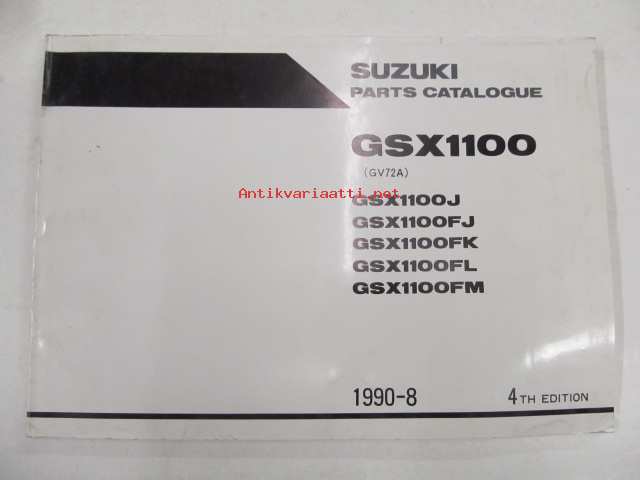 SUZUKI
PARTS CATALOGUE
GSX1100
(GV72A)
Antikvariaatti.net
GSX1100J
GSX1100FJ
GSX1100FK
GSX1100FL
GSX1100FM
1990-8 4TH EDITION